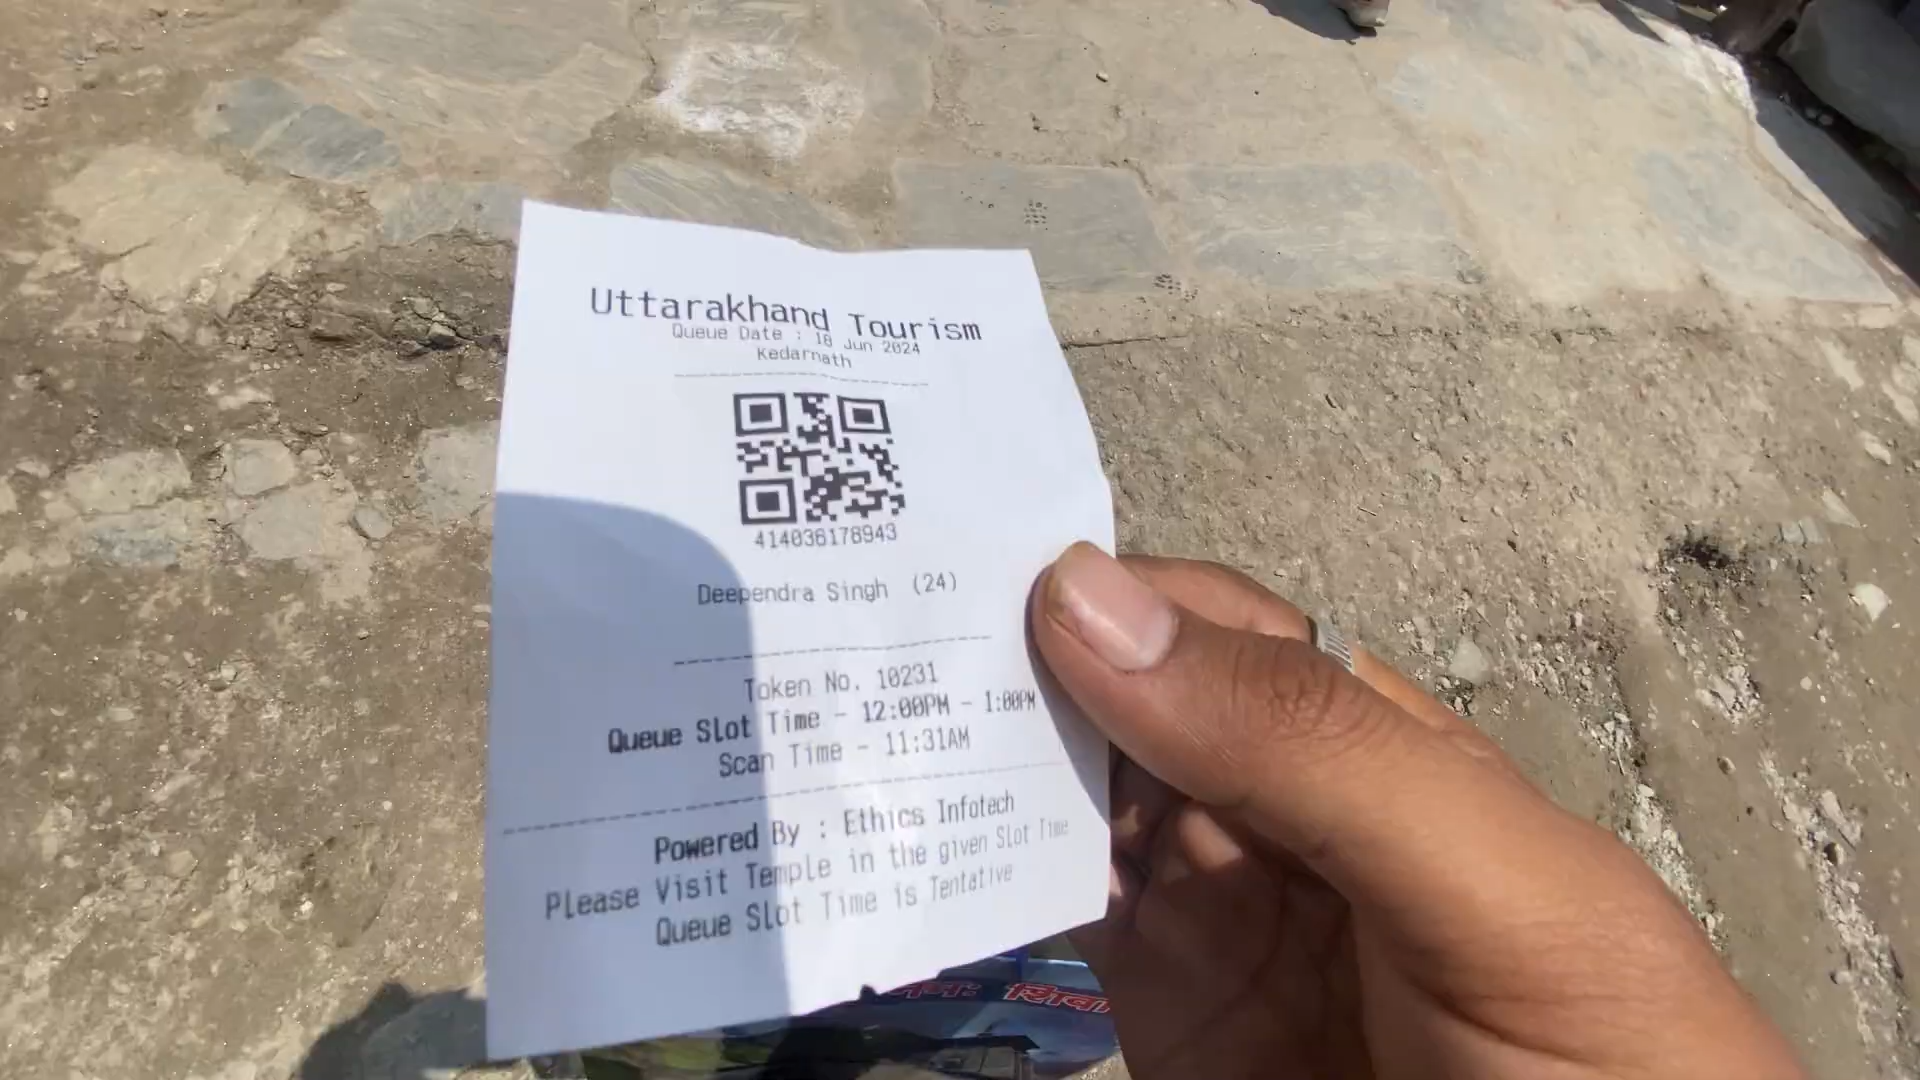 Uttarakhand Tourism
Queue Date : 18 Jun 2024
Kedarnath
414036178943
Deependra Singh (24)
Token No. 10231
Queue Slot Time - 12:00PM - 1:00PM
Scan Time - 11:31AM
Powered By : Ethics Infotech
Please Visit Temple in the given Slot Time
Queue Slot Time is Tentative